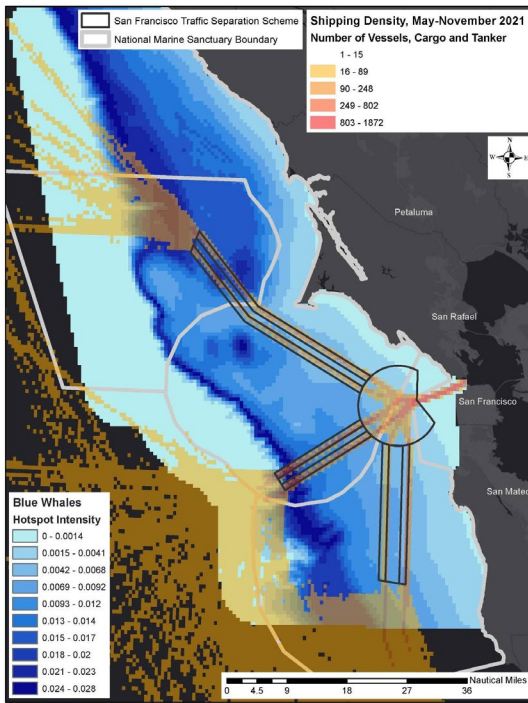 San Francisco Traffic Separation Scheme
National Marine Sanctuary Boundary
Shipping Density, May-November 2021
Number of Vessels, Cargo and Tanker
1 - 15
16 - 89
90 - 248
249 - 802
803 - 1872
N
W E
S
Petaluma
San Rafael
San Francisco
San Mateo
Blue Whales
Hotspot Intensity
0 - 0.0014
0.0015 - 0.0041
0.0042 - 0.0068
0.0069 - 0.0092
0.0093 - 0.012
0.013 - 0.014
0.015 - 0.017
0.018 - 0.02
0.021 - 0.023
0.024 - 0.028
Nautical Miles
0 4.5 9 18 27 36